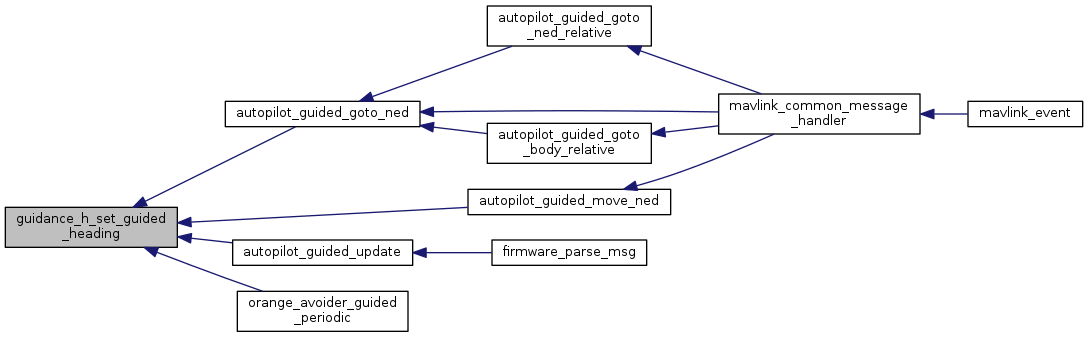 autopilot_guided_goto
_ned_relative
mavlink_common_message
_handler
mavlink_event
autopilot_guided_goto_ned
autopilot_guided_goto
_body_relative
autopilot_guided_move_ned
guidance_h_set_guided
_heading
autopilot_guided_update
firmware_parse_msg
orange_avoider_guided
_periodic